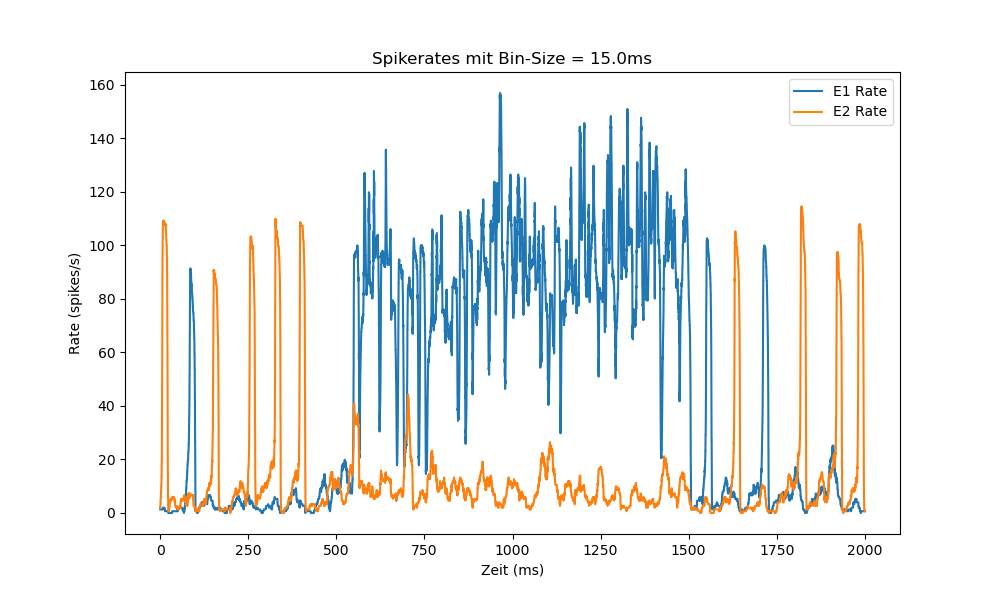 Spikerates mit Bin-Size = 15.0ms
E1 Rate
E2 Rate
Rate (spikes/s)
160
140
120
100
80
60
40
20
0
0 250 500 750 1000 1250 1500 1750 2000
Zeit (ms)